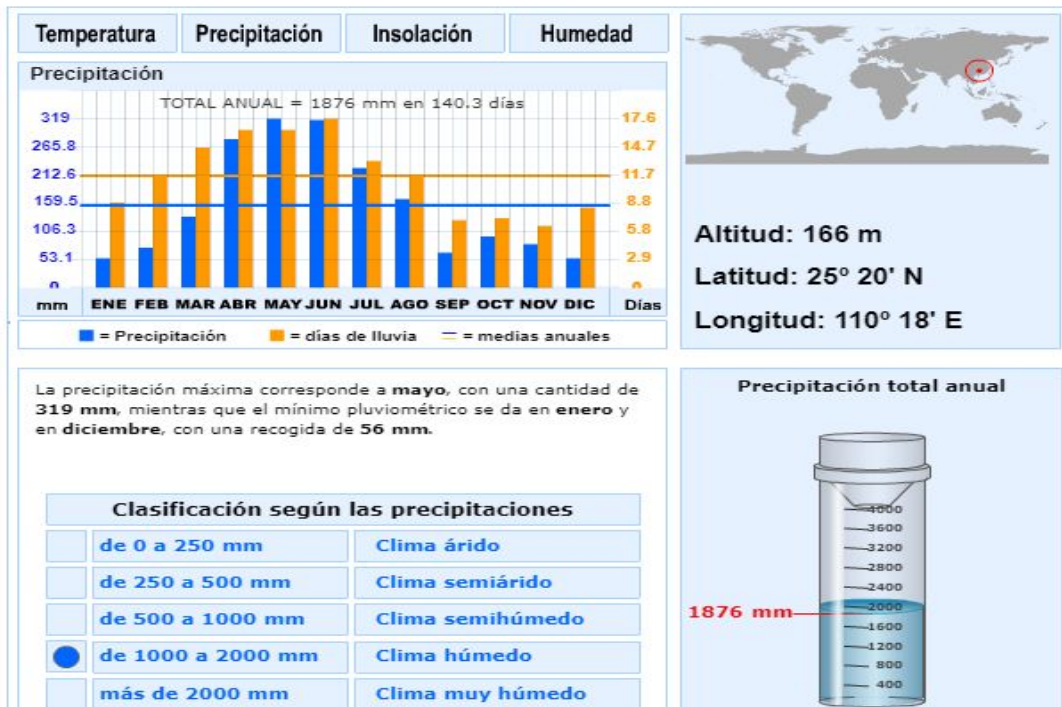 Temperatura Precipitación Insolación Humedad
Precipitación
TOTAL ANUAL = 1876 mm en 140.3 días
319 17.6
265.8 14.7
212.6 11.7
159.5 8.8
106.3 5.8
53.1 2.9
0 0
mm ENE FEB MAR ABR MAY JUN JUL AGO SEP OCT NOV DIC Días
= Precipitación = días de lluvia = medias anuales
Altitud: 166 m
Latitud: 25º 20' N
Longitud: 110º 18' E
La precipitación máxima corresponde a mayo, con una cantidad de
319 mm, mientras que el mínimo pluviométrico se da en enero y
en diciembre, con una recogida de 56 mm.
Clasificación según las precipitaciones
de 0 a 250 mm Clima árido
de 250 a 500 mm Clima semiárido
de 500 a 1000 mm Clima semihúmedo
de 1000 a 2000 mm Clima húmedo
más de 2000 mm Clima muy húmedo
Precipitación total anual
4000
3600
3200
2800
2400
2000
1876 mm
1600
1200
800
400